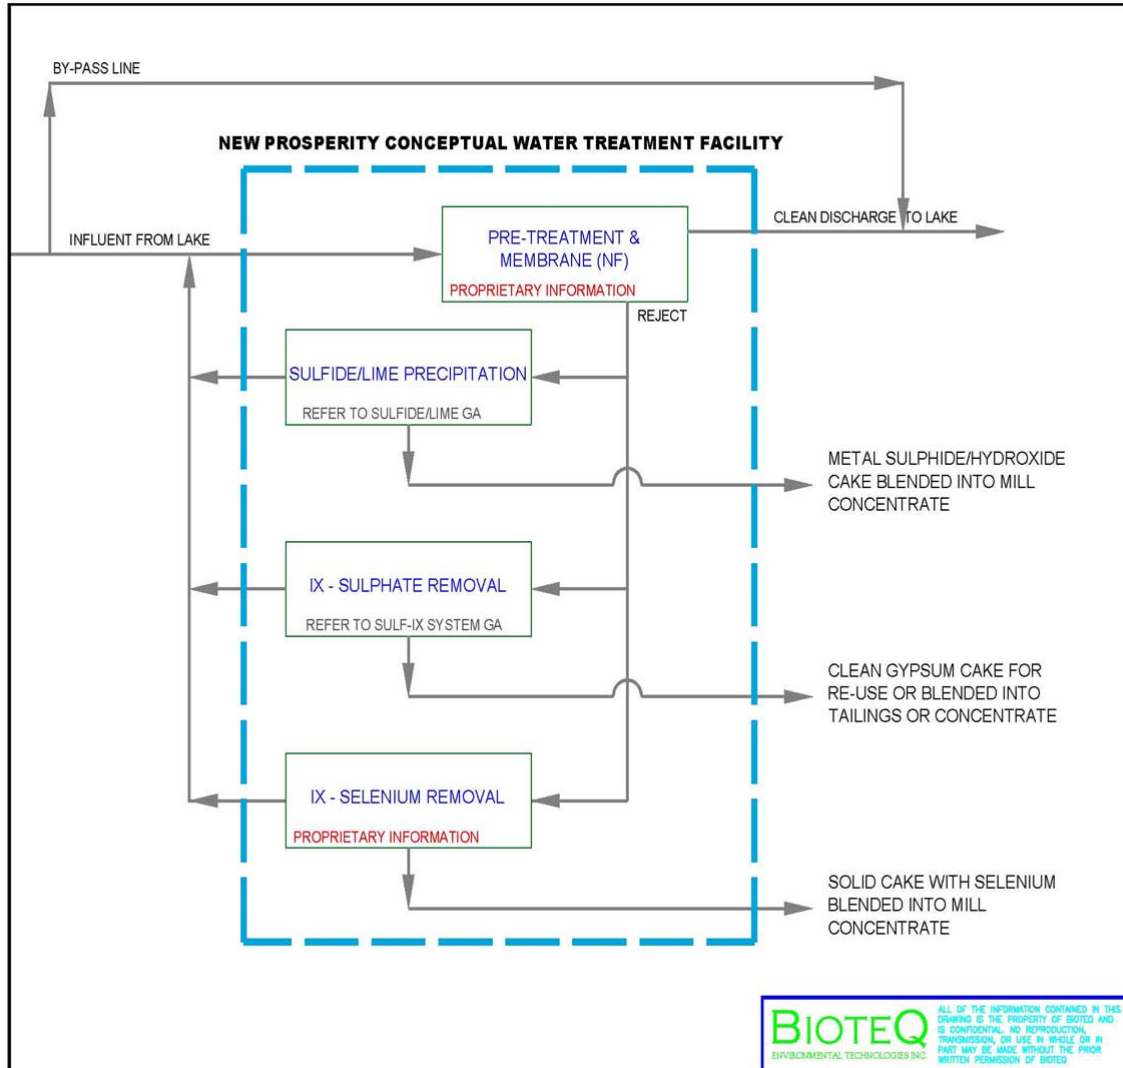 BY-PASS LINE
NEW PROSPERITY CONCEPTUAL WATER TREATMENT FACILITY
INFLUENT FROM LAKE
PRE-TREATMENT &
MEMBRANE (NF)
PROPRIETARY INFORMATION
CLEAN DISCHARGE TO LAKE
REJECT
SULFIDE/LIME PRECIPITATION
REFER TO SULFIDE/LIME GA
METAL SULPHIDE/HYDROXIDE
CAKE BLENDED INTO MILL
CONCENTRATE
IX - SULPHATE REMOVAL
REFER TO SULF-IX SYSTEM GA
CLEAN GYPSUM CAKE FOR
RE-USE OR BLENDED INTO
TAILINGS OR CONCENTRATE
IX - SELENIUM REMOVAL
PROPRIETARY INFORMATION
SOLID CAKE WITH SELENIUM
BLENDED INTO MILL
CONCENTRATE
BIOTEQ
ENVIRONMENTAL TECHNOLOGIES INC.
ALL OF THE INFORMATION CONTAINED IN THIS
DRAWING IS THE PROPERTY OF BIOTEQ AND
IS CONFIDENTIAL. NO REPRODUCTION,
TRANSMISSION, OR USE IN WHOLE OR IN
PART MAY BE MADE WITHOUT THE PRIOR
WRITTEN PERMISSION OF BIOTEQ